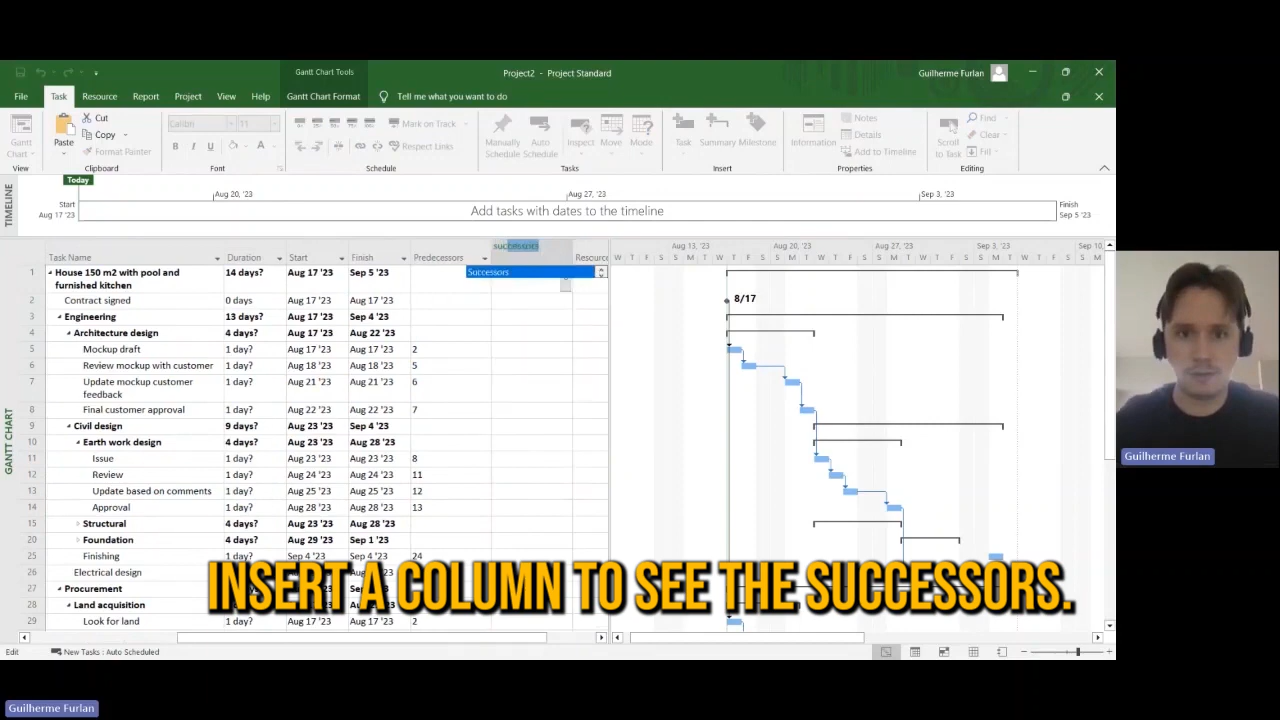 Gantt Chart Tools
Project2 - Project Standard
Guilherme Furlan
File Task Resource Report Project View Help Gantt Chart Format Tell me what you want to do
Gantt Chart
View
Paste
Cut
Copy
Format Painter
Clipboard
Calibri 11
B I U A
Font
Mark on Track
Respect Links
Schedule
Manually Schedule
Auto Schedule
Inspect
Move
Mode
Tasks
Task
Summary
Milestone
Insert
Information
Notes
Details
Add to Timeline
Properties
Scroll to Task
Find
Clear
Fill
Editing
TIMELINE
Today
Start
Aug 17 '23
Aug 20, '23 Aug 27, '23 Sep 3, '23
Add tasks with dates to the timeline
Finish
Sep 5 '23
GANTT CHART
successors
Task Name Duration Start Finish Predecessors Resource
Successors
Aug 13, '23 Aug 20, '23 Aug 27, '23 Sep 3, '23 Sep 10,
W F S T T S M W F S T T S M W F S T T S M
1 House 150 m2 with pool and furnished kitchen 14 days? Aug 17 '23 Sep 5 '23
2 Contract signed 0 days Aug 17 '23 Aug 17 '23
8/17
3 Engineering 13 days? Aug 17 '23 Sep 4 '23
4 Architecture design 4 days? Aug 17 '23 Aug 22 '23
5 Mockup draft 1 day? Aug 17 '23 Aug 17 '23 2
6 Review mockup with customer 1 day? Aug 18 '23 Aug 18 '23 5
7 Update mockup customer feedback 1 day? Aug 21 '23 Aug 21 '23 6
8 Final customer approval 1 day? Aug 22 '23 Aug 22 '23 7
9 Civil design 9 days? Aug 23 '23 Sep 4 '23
10 Earth work design 4 days? Aug 23 '23 Aug 28 '23
11 Issue 1 day? Aug 23 '23 Aug 23 '23 8
12 Review 1 day? Aug 24 '23 Aug 24 '23 11
13 Update based on comments 1 day? Aug 25 '23 Aug 25 '23 12
14 Approval 1 day? Aug 28 '23 Aug 28 '23 13
15 Structural 4 days? Aug 23 '23 Aug 28 '23
20 Foundation 4 days? Aug 29 '23 Sep 1 '23
25 Finishing 1 day? Sep 4 '23 Sep 4 '23 24
26 Electrical design
27 Procurement
28 Land acquisition
29 Look for land 1 day? Aug 17 '23 Aug 17 '23 2
INSERT A COLUMN TO SEE THE SUCCESSORS.
Edit New Tasks : Auto Scheduled
Guilherme Furlan
Guilherme Furlan